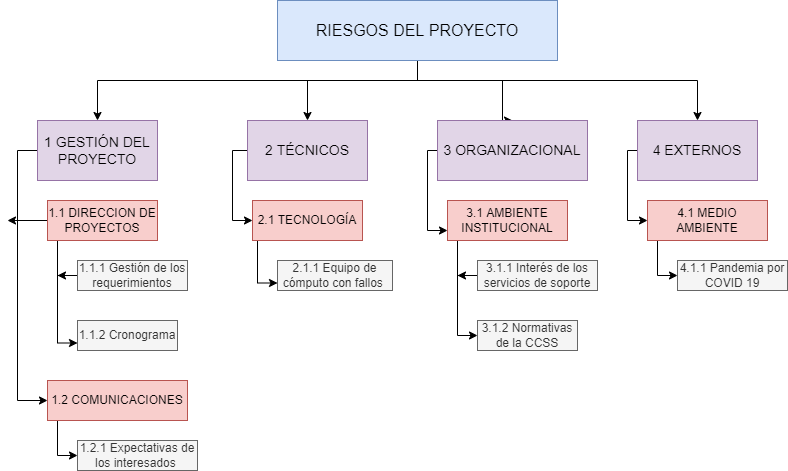 RIESGOS DEL PROYECTO
1 GESTIÓN DEL
PROYECTO
2 TÉCNICOS
3 ORGANIZACIONAL
4 EXTERNOS
1.1 DIRECCION DE
PROYECTOS
1.1.1 Gestión de los
requerimientos
1.1.2 Cronograma
1.2 COMUNICACIONES
1.2.1 Expectativas de
los interesados
2.1 TECNOLOGÍA
2.1.1 Equipo de
cómputo con fallos
3.1 AMBIENTE
INSTITUCIONAL
3.1.1 Interés de los
servicios de soporte
3.1.2 Normativas
de la CCSS
4.1 MEDIO
AMBIENTE
4.1.1 Pandemia por
COVID 19